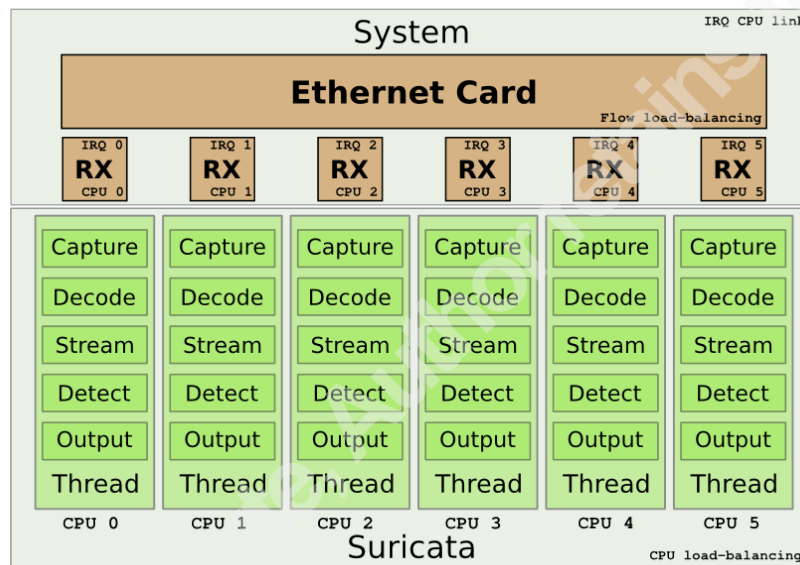 System
IRQ CPU link
Ethernet Card
Flow load-balancing
IRQ 0 IRQ 1 IRQ 2 IRQ 3 IRQ 4 IRQ 5
RX RX RX RX RX RX
CPU 0 CPU 1 CPU 2 CPU 3 CPU 4 CPU 5
Capture Capture Capture Capture Capture Capture
Decode Decode Decode Decode Decode Decode
Stream Stream Stream Stream Stream Stream
Detect Detect Detect Detect Detect Detect
Output Output Output Output Output Output
Thread Thread Thread Thread Thread Thread
CPU 0 CPU 1 CPU 2 CPU 3 CPU 4 CPU 5
Suricata
CPU load-balancing
Author retains